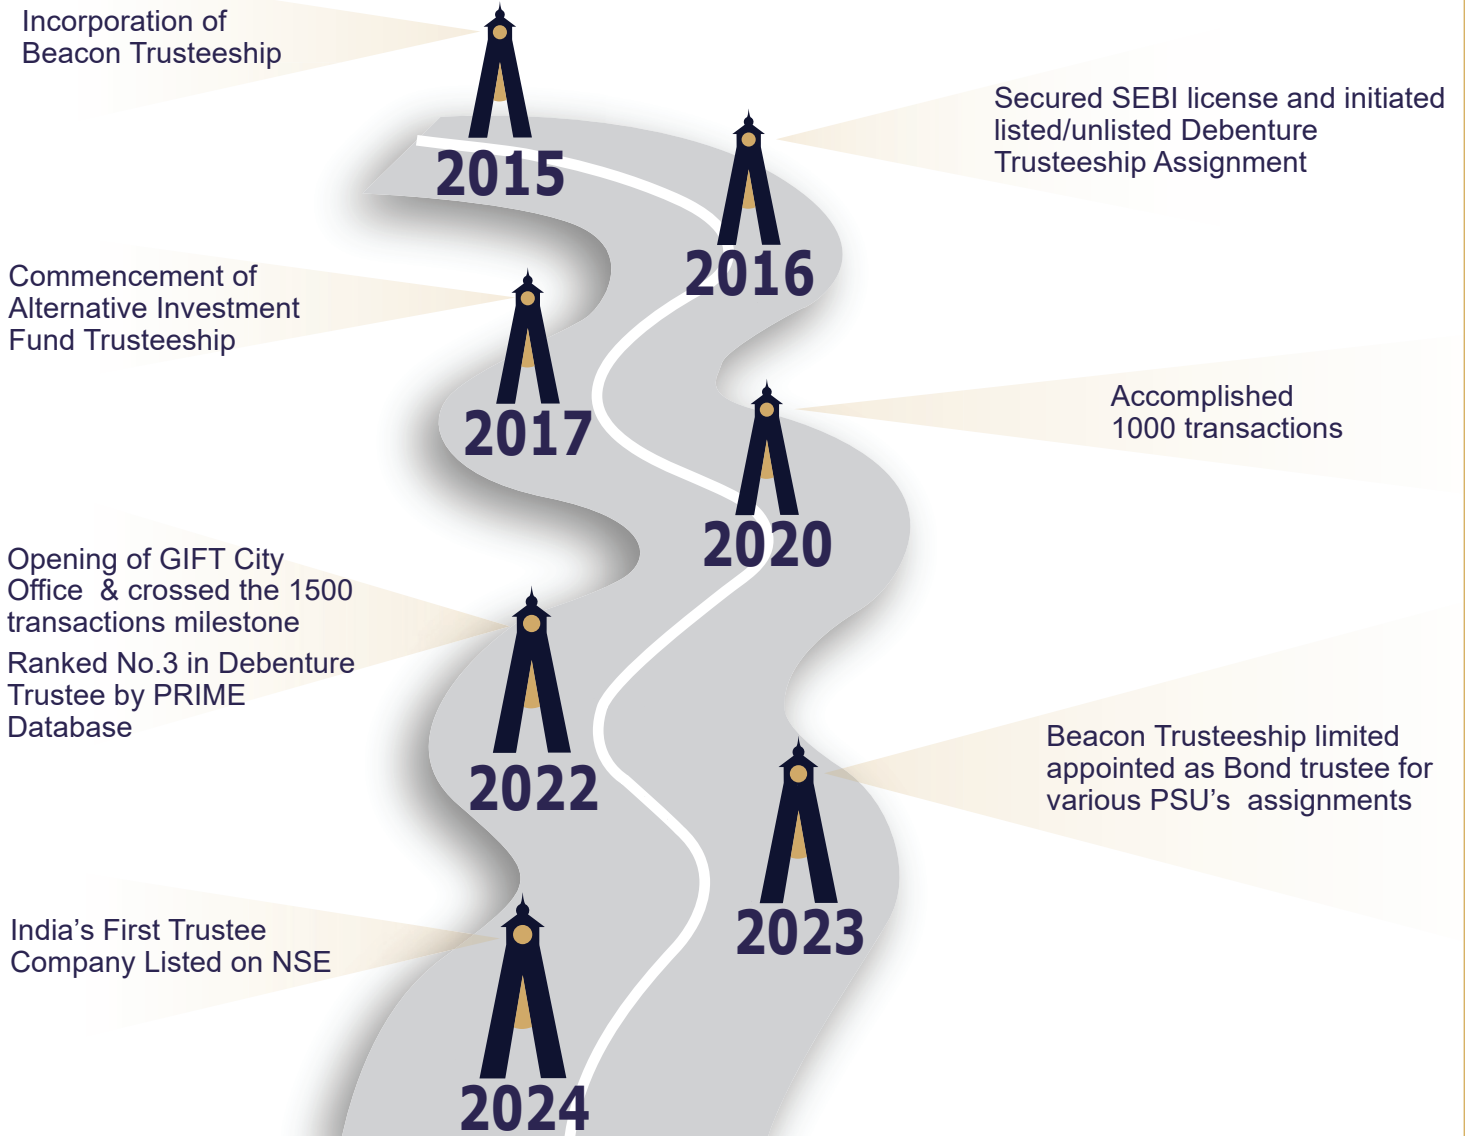 Incorporation of
Beacon Trusteeship
2015
Secured SEBI license and initiated
listed/unlisted Debenture
Trusteeship Assignment
2016
Commencement of
Alternative Investment
Fund Trusteeship
2017
Accomplished
1000 transactions
2020
Opening of GIFT City
Office  & crossed the 1500
transactions milestone
Ranked No.3 in Debenture
Trustee by PRIME
Database
2022
Beacon Trusteeship limited
appointed as Bond trustee for
various PSU’s  assignments
2023
India’s First Trustee
Company Listed on NSE
2024